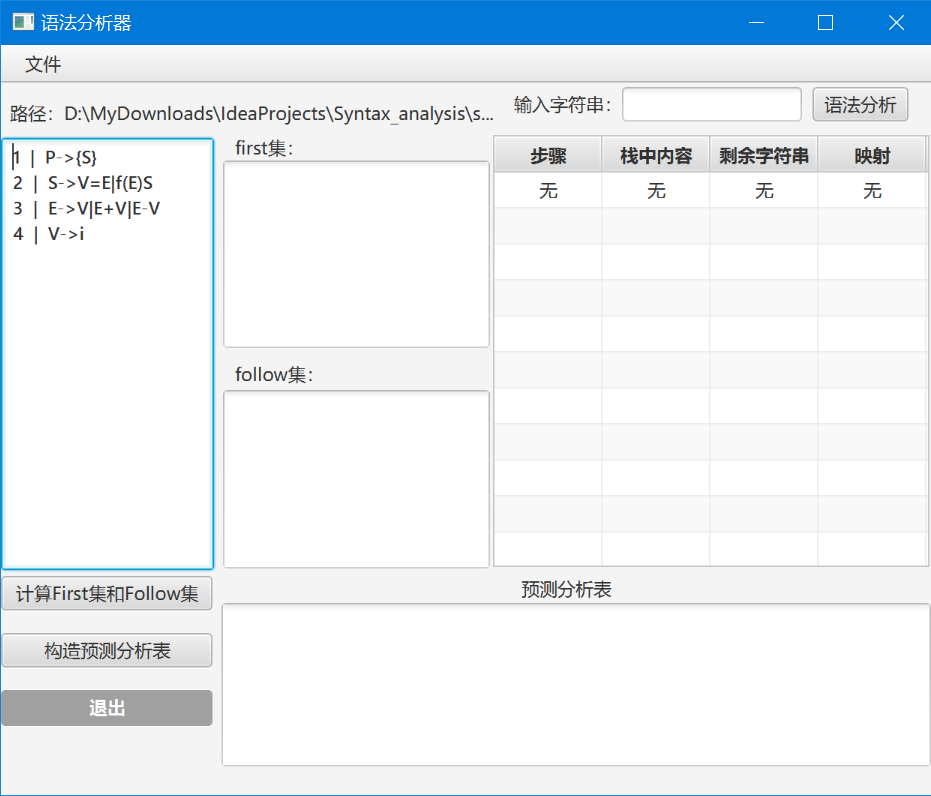 语法分析器
文件
路径：D:\MyDownloads\IdeaProjects\Syntax_analysis\s...
输入字符串：
语法分析
1 | P->{S}
2 | S->V=E|f(E)S
3 | E->V|E+V|E-V
4 | V->i
first集：
follow集：
步骤 栈中内容 剩余字符串 映射
无 无 无 无
计算First集和Follow集
构造预测分析表
退出
预测分析表